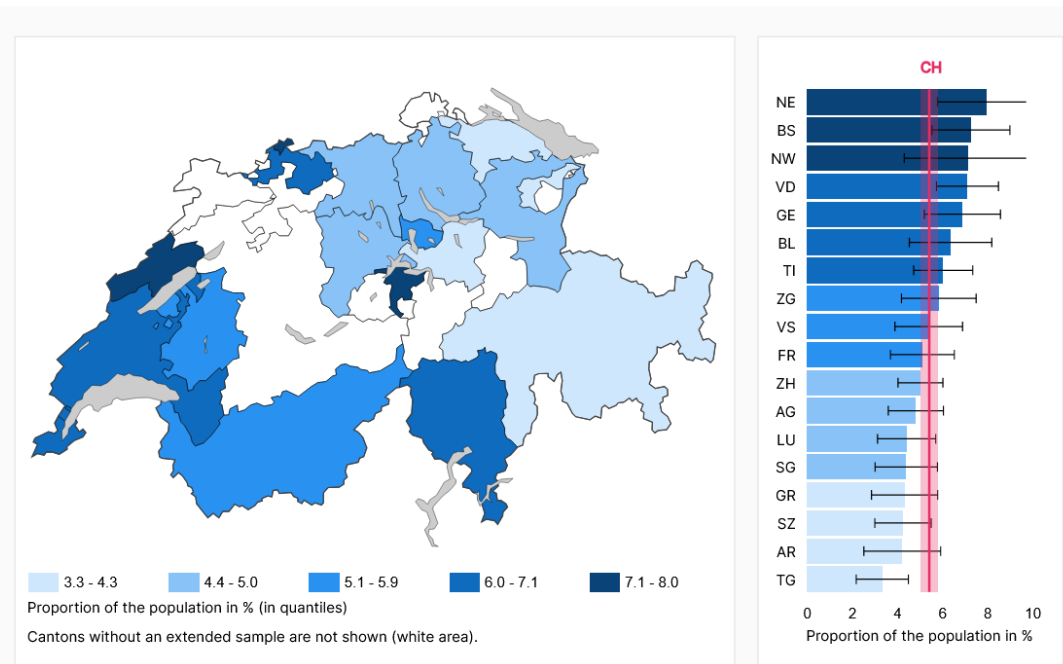 3.3 - 4.3
4.4 - 5.0
5.1 - 5.9
6.0 - 7.1
7.1 - 8.0
Proportion of the population in % (in quantiles)
Cantons without an extended sample are not shown (white area).
CH
NE
BS
NW
VD
GE
BL
TI
ZG
VS
FR
ZH
AG
LU
SG
GR
SZ
AR
TG
0 2 4 6 8 10
Proportion of the population in %